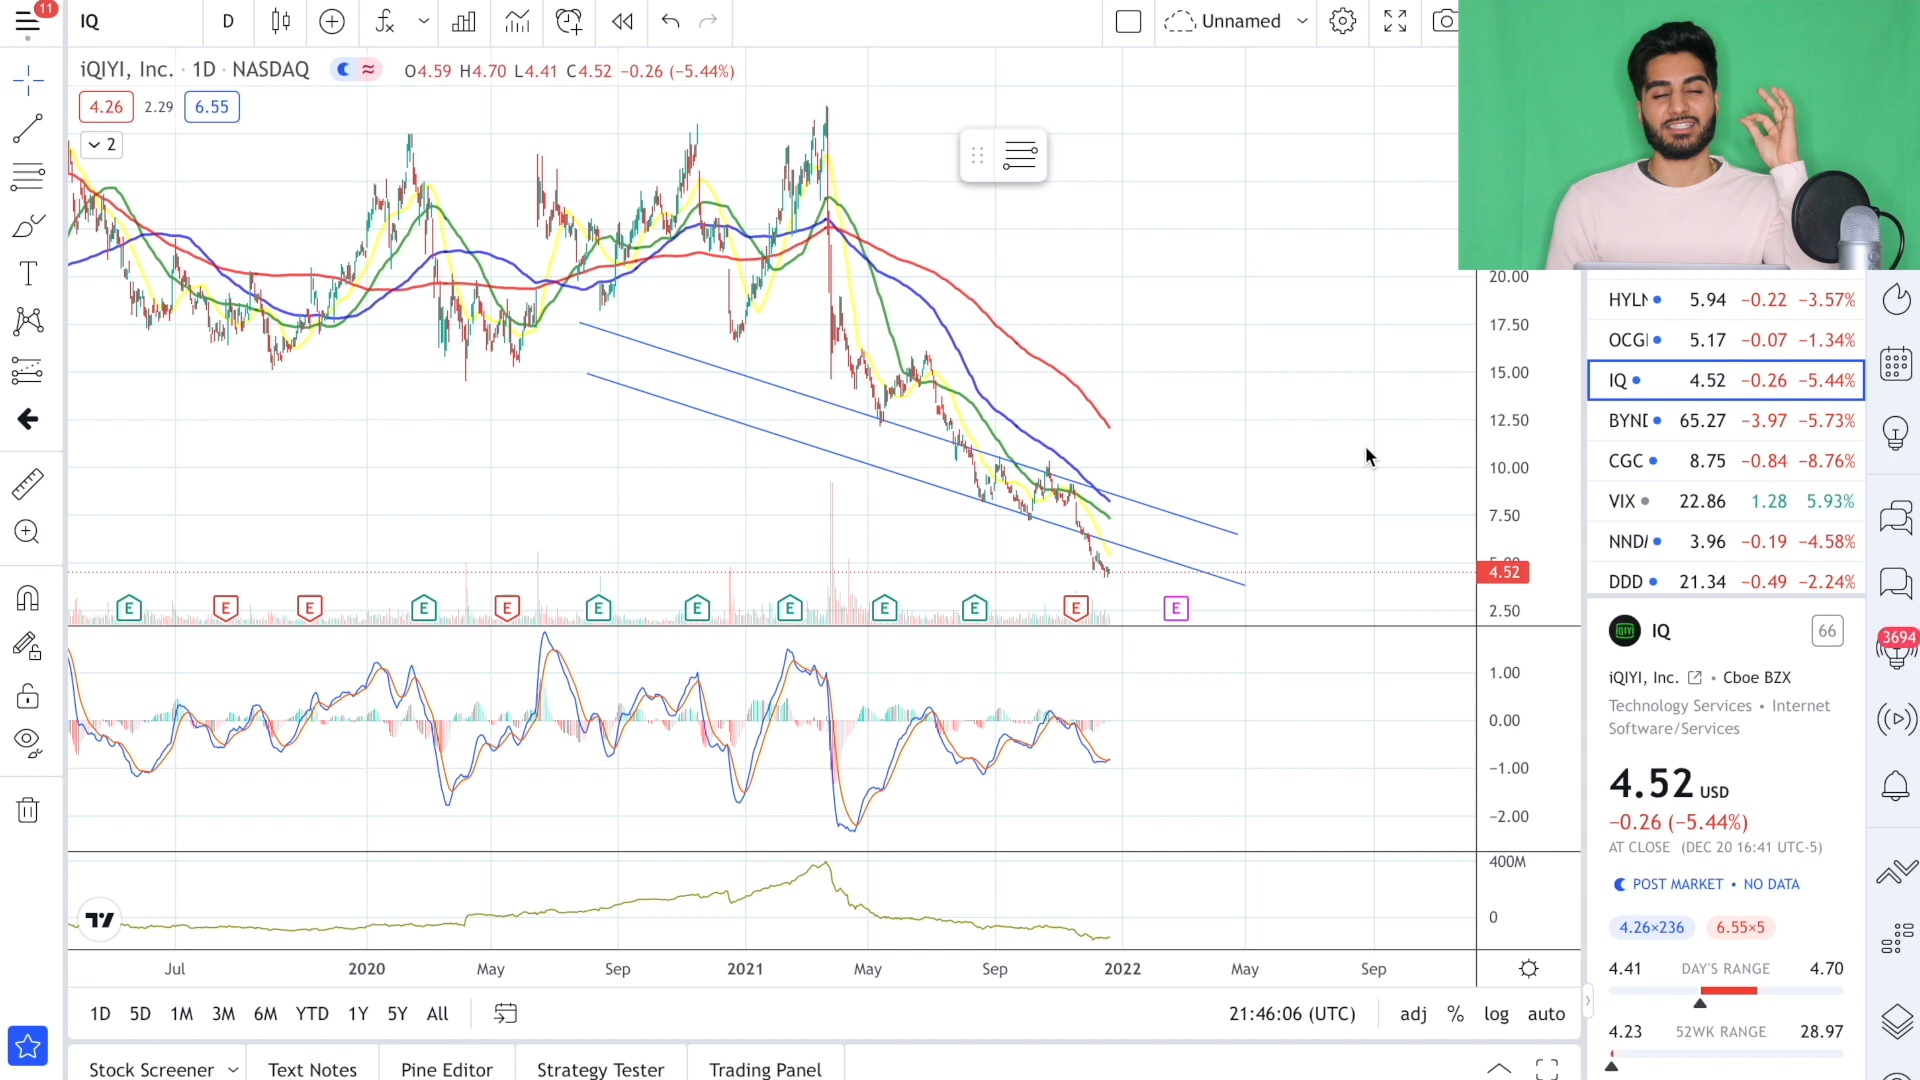 11
IQ
D
Unnamed
iQIYI, Inc. · 1D · NASDAQ
O4.59 H4.70 L4.41 C4.52 −0.26 (−5.44%)
4.26 2.29 6.55
2
20.00
17.50
15.00
12.50
10.00
7.50
4.52
2.50
E E E E E E E E E E E E
1.00
0.00
−1.00
−2.00
400M
0
Jul 2020 May Sep 2021 May Sep 2022 May Sep
1D 5D 1M 3M 6M YTD 1Y 5Y All
21:46:06 (UTC) adj % log auto
Stock Screener Text Notes Pine Editor Strategy Tester Trading Panel
HYLN 5.94 −0.22 −3.57%
OCG 5.17 −0.07 −1.34%
IQ 4.52 −0.26 −5.44%
BYND 65.27 −3.97 −5.73%
CGC 8.75 −0.84 −8.76%
VIX 22.86 1.28 5.93%
NND 3.96 −0.19 −4.58%
DDD 21.34 −0.49 −2.24%
IQ 66
iQIYI, Inc. • Cboe BZX
Technology Services • Internet
Software/Services
4.52 USD
−0.26 (−5.44%)
AT CLOSE (DEC 20 16:41 UTC-5)
POST MARKET • NO DATA
4.26×236 6.55×5
4.41 DAY'S RANGE 4.70
4.23 52WK RANGE 28.97
3694